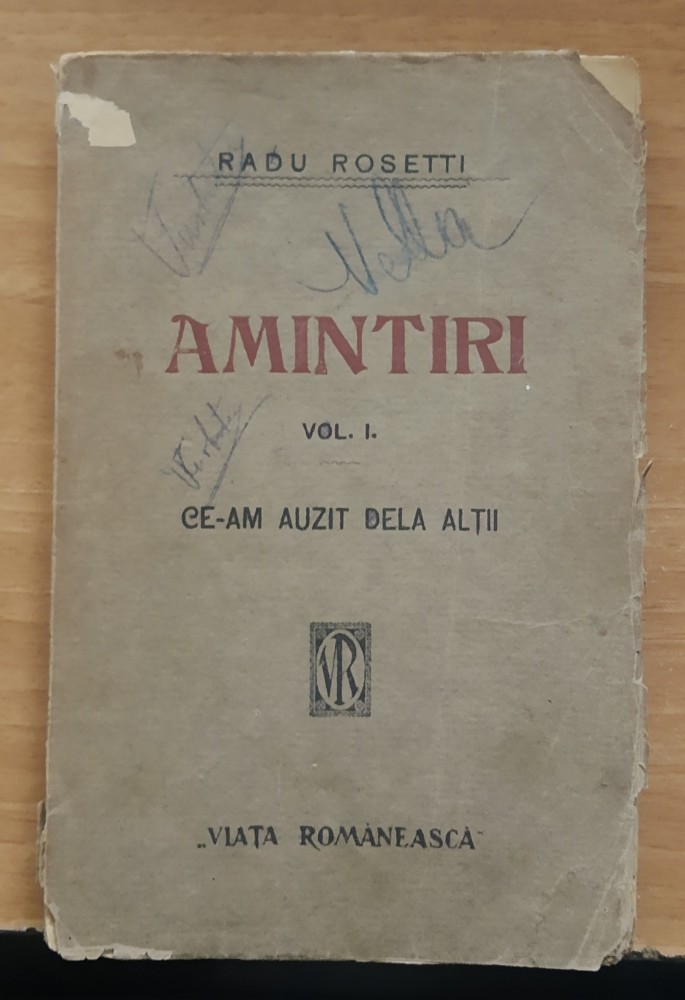 RADU ROSETTI
AMINTIRI
VOL. I.
CE-AM AUZIT DELA ALȚII
VR
„VIAȚA ROMÂNEASCĂ"